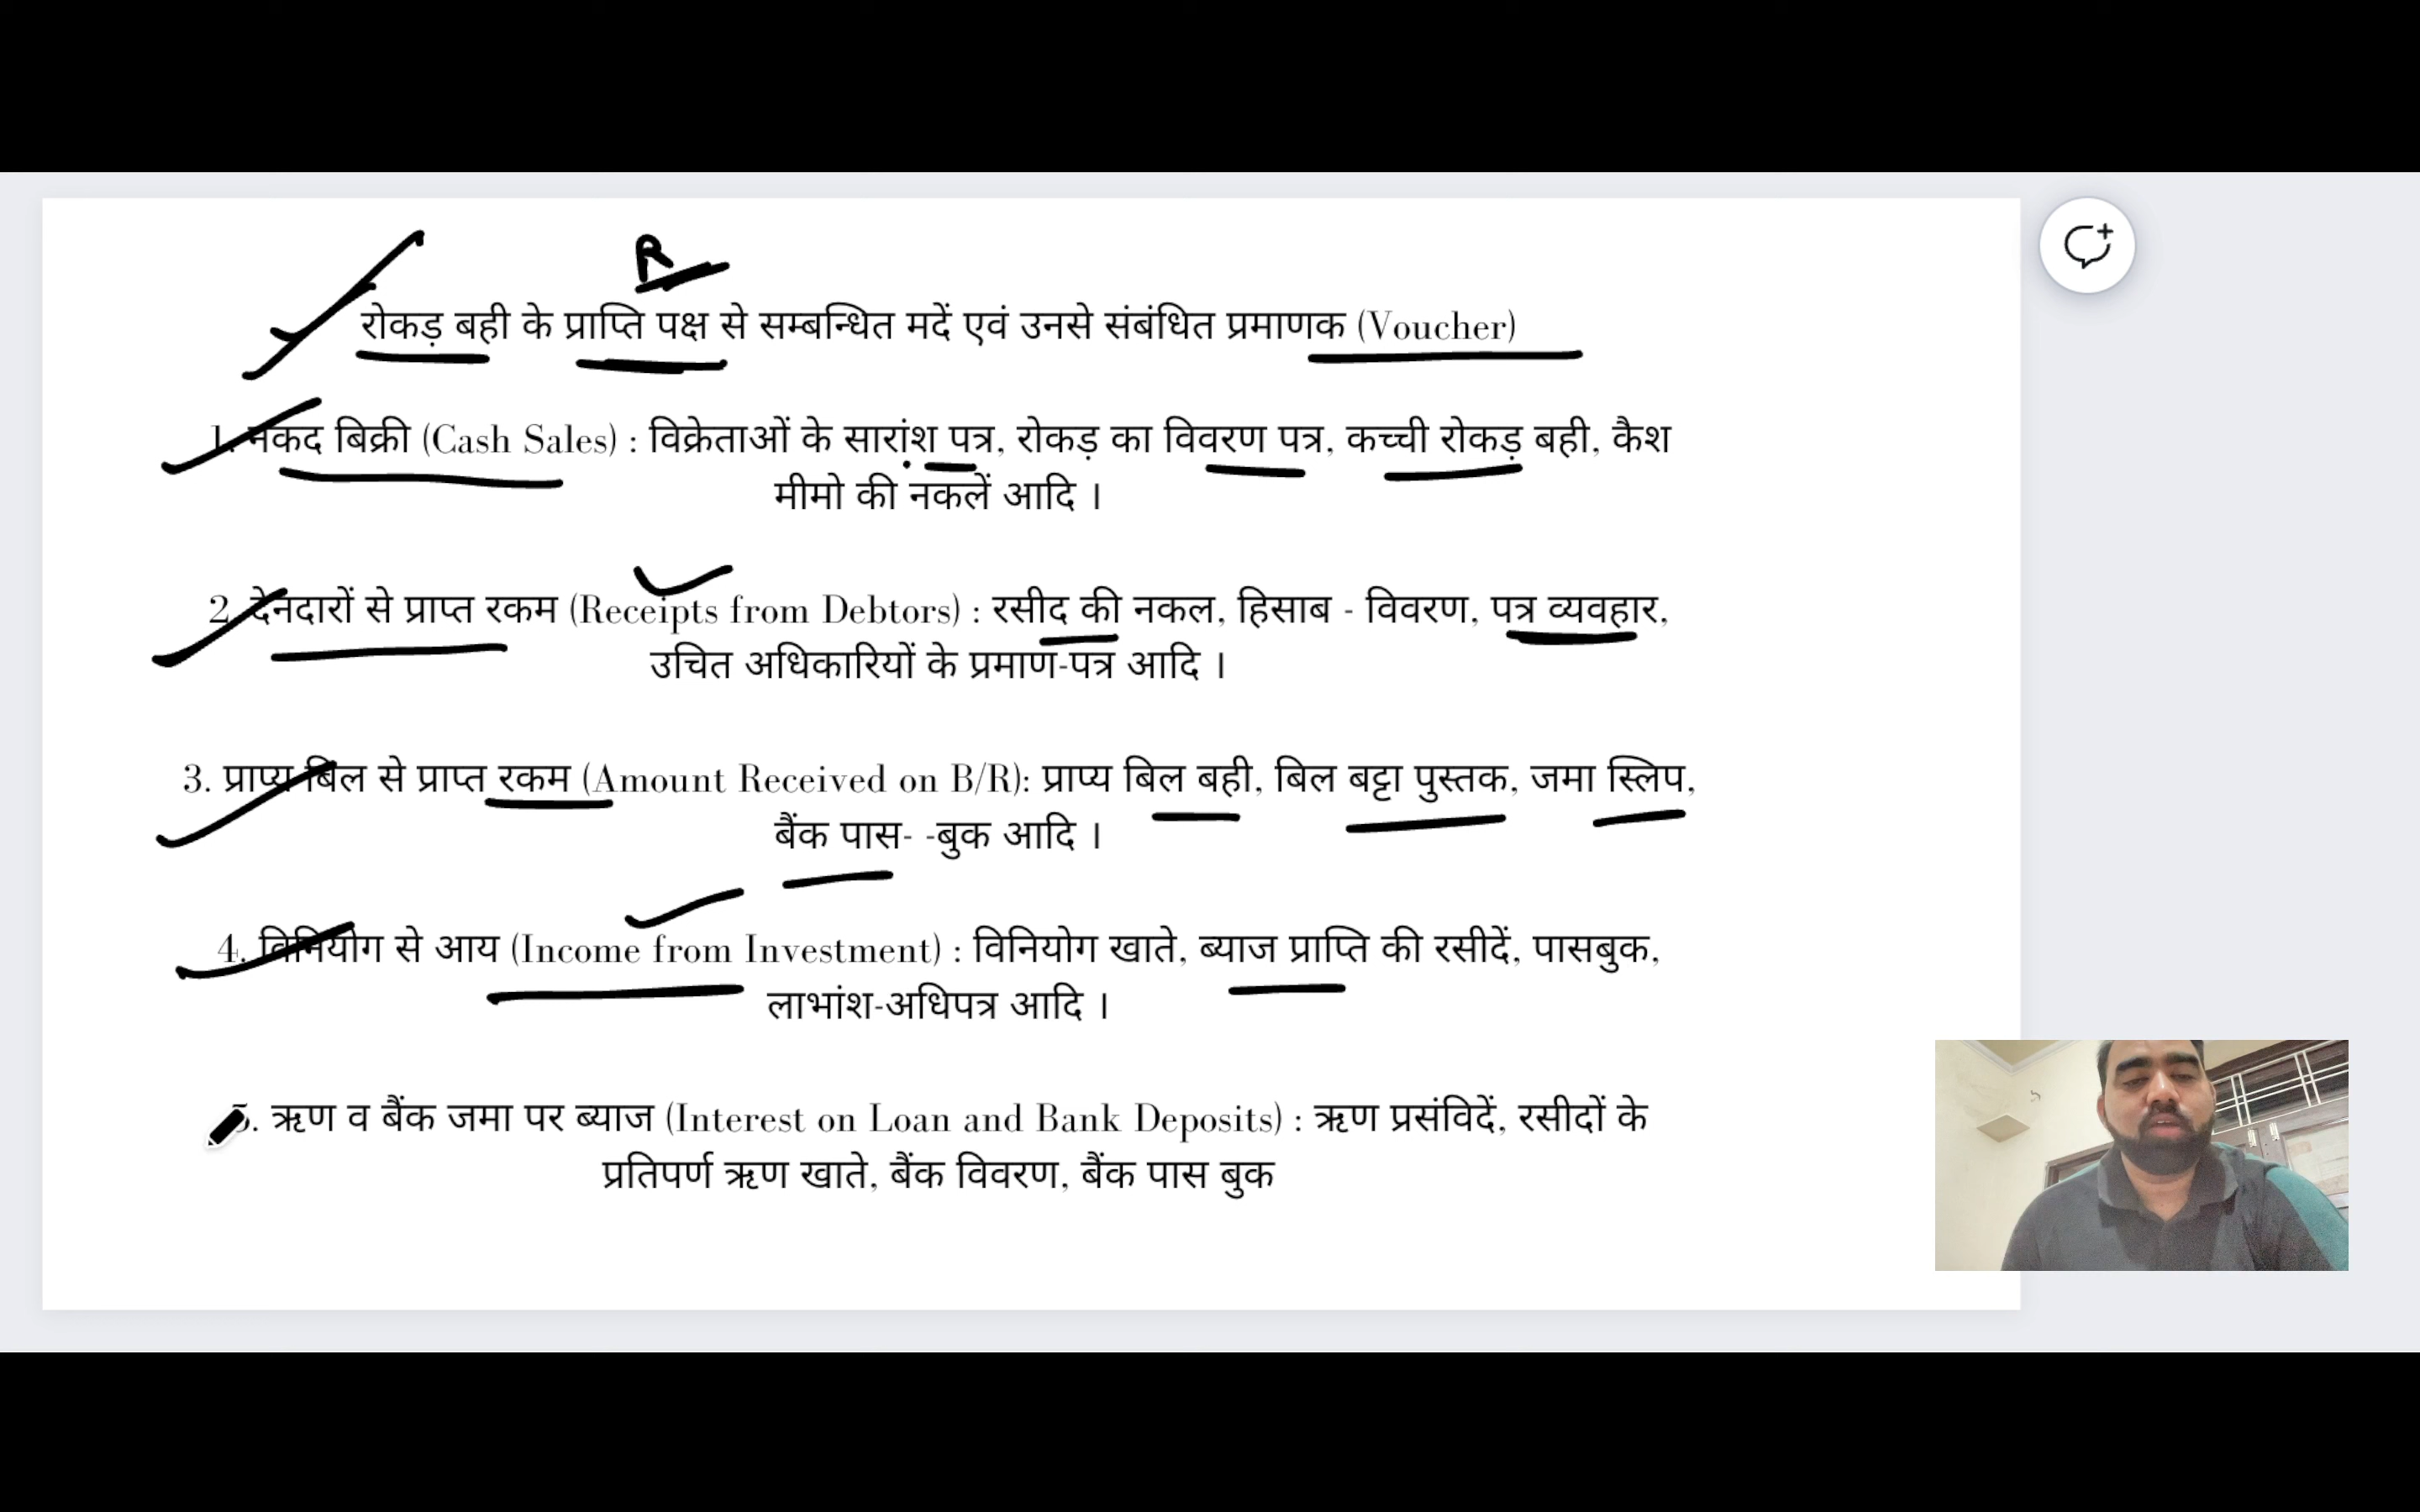 R
रोकड़ बही के प्राप्ति पक्ष से सम्बन्धित मदें एवं उनसे संबंधित प्रमाणक (Voucher)
1. नकद बिक्री (Cash Sales) : विक्रेताओं के सारांश पत्र, रोकड़ का विवरण पत्र, कच्ची रोकड़ बही, कैश
मीमो की नकलें आदि ।
2. देनदारों से प्राप्त रकम (Receipts from Debtors) : रसीद की नकल, हिसाब - विवरण, पत्र व्यवहार,
उचित अधिकारियों के प्रमाण-पत्र आदि ।
3. प्राप्य बिल से प्राप्त रकम (Amount Received on B/R): प्राप्य बिल बही, बिल बट्टा पुस्तक, जमा स्लिप,
बैंक पास- -बुक आदि ।
4. विनियोग से आय (Income from Investment) : विनियोग खाते, ब्याज प्राप्ति की रसीदें, पासबुक,
लाभांश-अधिपत्र आदि ।
5. ऋण व बैंक जमा पर ब्याज (Interest on Loan and Bank Deposits) : ऋण प्रसंविदें, रसीदों के
प्रतिपर्ण ऋण खाते, बैंक विवरण, बैंक पास बुक